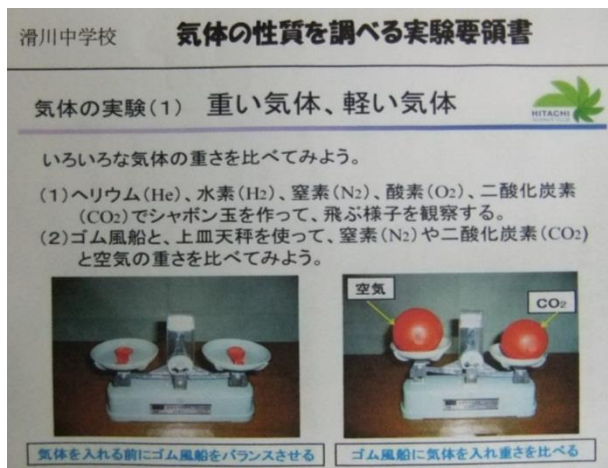 滑川中学校
気体の性質を調べる実験要領書
気体の実験(1) 重い気体、軽い気体
HITACHI
いろいろな気体の重さを比べてみよう。
(1)ヘリウム(He)、水素(H2)、窒素(N2)、酸素(O2)、二酸化炭素
(CO2)でシャボン玉を作って、飛ぶ様子を観察する。
(2)ゴム風船と、上皿天秤を使って、窒素(N2)や二酸化炭素(CO2)
と空気の重さを比べてみよう。
空気
CO2
気体を入れる前にゴム風船をバランスさせる
ゴム風船に気体を入れ重さを比べる